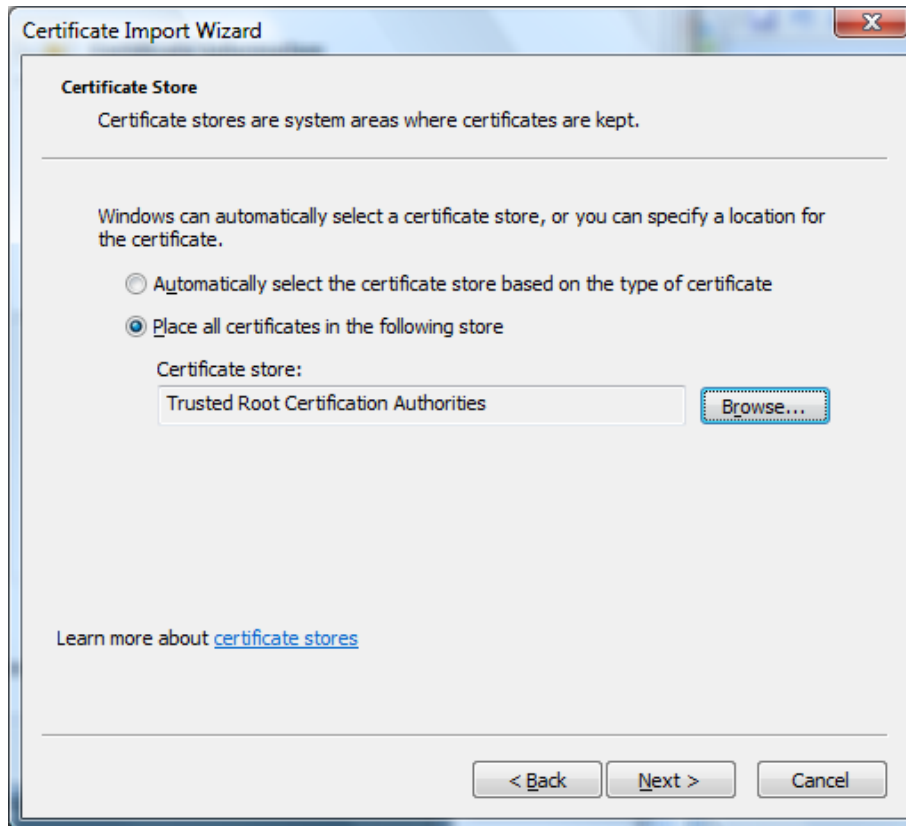 Certificate Import Wizard
Certificate Store
Certificate stores are system areas where certificates are kept.
Windows can automatically select a certificate store, or you can specify a location for
the certificate.
Automatically select the certificate store based on the type of certificate
Place all certificates in the following store
Certificate store:
Trusted Root Certification Authorities
Browse...
Learn more about certificate stores
< Back
Next >
Cancel